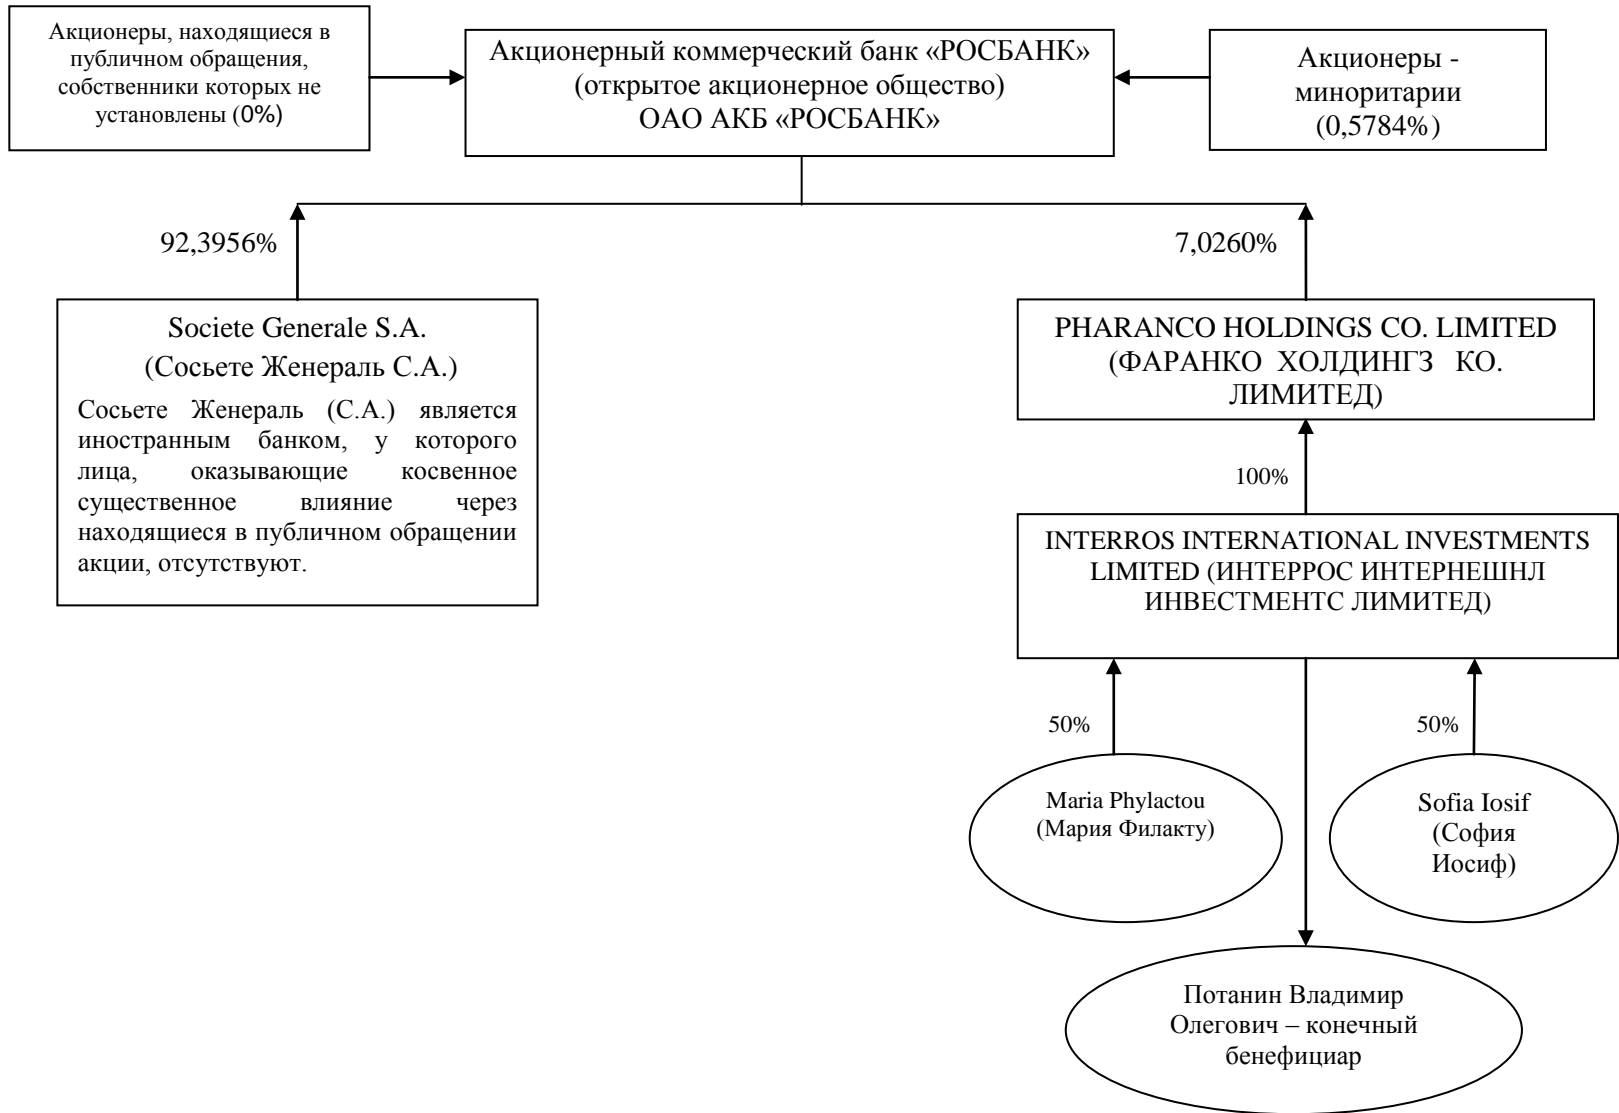 Акционеры, находящиеся в
публичном обращения,
собственники которых не
установлены (0%)
Акционерный коммерческий банк «РОСБАНК»
(открытое акционерное общество)
ОАО АКБ «РОСБАНК»
Акционеры -
миноритарии
(0,5784%)
92,3956%
7,0260%
Societe Generale S.A.
(Сосьете Женераль С.А.)
Сосьете Женераль (С.А.) является
иностранным банком, у которого
лица, оказывающие косвенное
существенное влияние через
находящиеся в публичном обращении
акции, отсутствуют.
PHARANCO HOLDINGS CO. LIMITED
(ФАРАНКО ХОЛДИНГЗ КО.
ЛИМИТЕД)
100%
INTERROS INTERNATIONAL INVESTMENTS
LIMITED (ИНТЕРРОС ИНТЕРНЕШНЛ
ИНВЕСТМЕНТС ЛИМИТЕД)
50%
50%
Maria Phylactou
(Мария Филакту)
Sofia Iosif
(София
Иосиф)
Потанин Владимир
Олегович – конечный
бенефициар